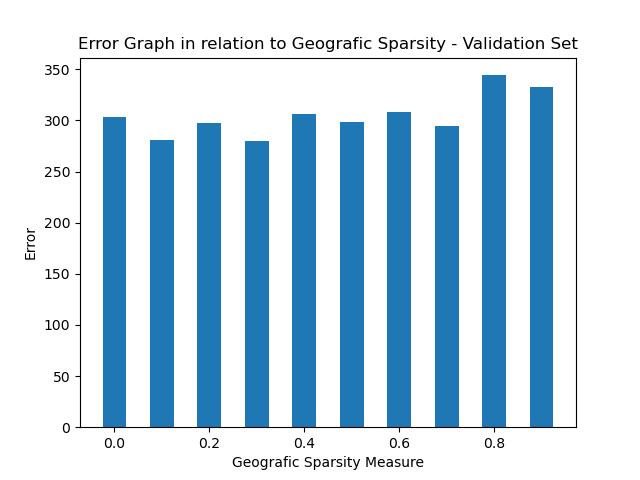 Error Graph in relation to Geografic Sparsity - Validation Set
350
300
250
200
150
100
50
0
Error
0.0 0.2 0.4 0.6 0.8
Geografic Sparsity Measure